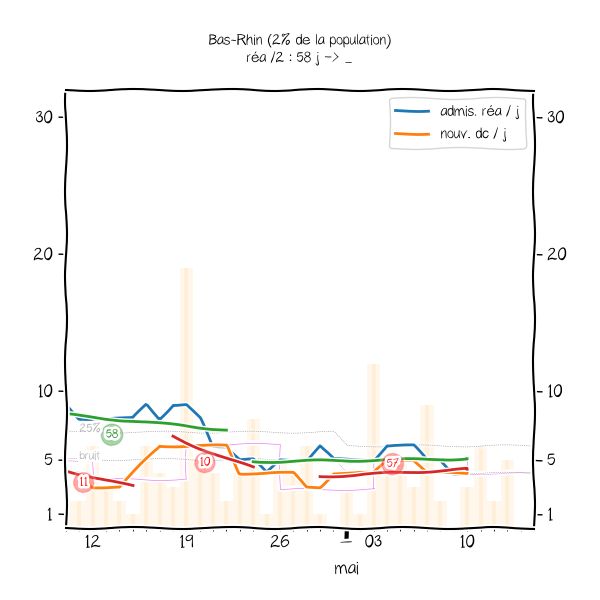 Bas-Rhin (2% de la population)
réa /2 : 58 j -> _
admis. réa / j
nouv. dc / j
30 30
20 20
10 10
25%
58
bruit
5 5
10
57
11
1 1
12 19 26 _ 03 10
mai